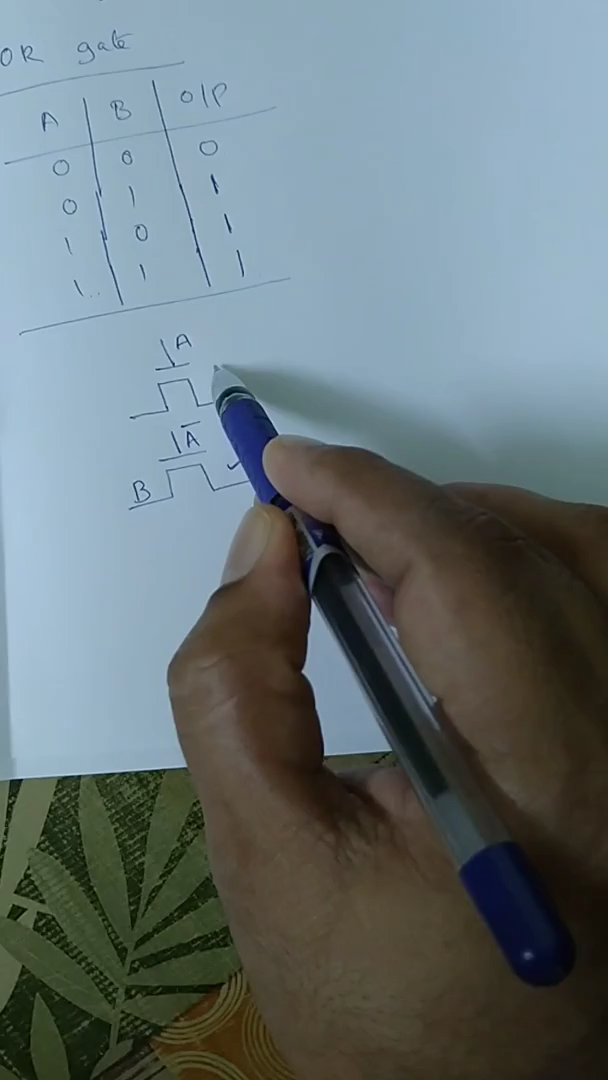 OR gate
A B O/P
0 0 0
0 1 1
1 0 1
1 1 1
A
A̅
B